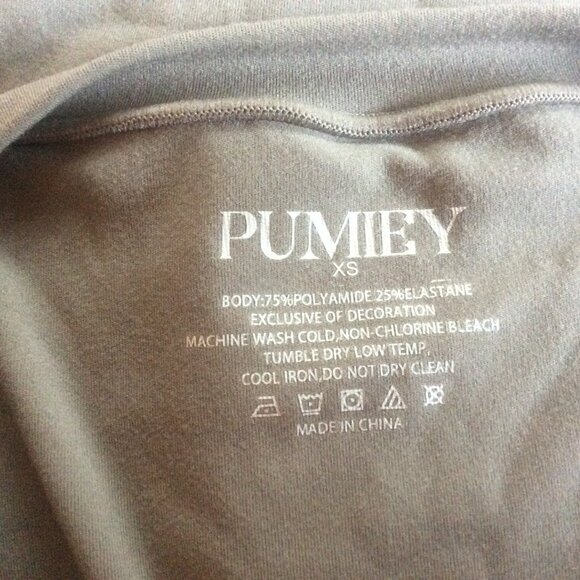 PUMIEY
XS
BODY:75%POLYAMIDE 25%ELASTANE
EXCLUSIVE OF DECORATION
MACHINE WASH COLD,NON-CHLORINE BLEACH
TUMBLE DRY LOW TEMP,
COOL IRON,DO NOT DRY CLEAN
MADE IN CHINA